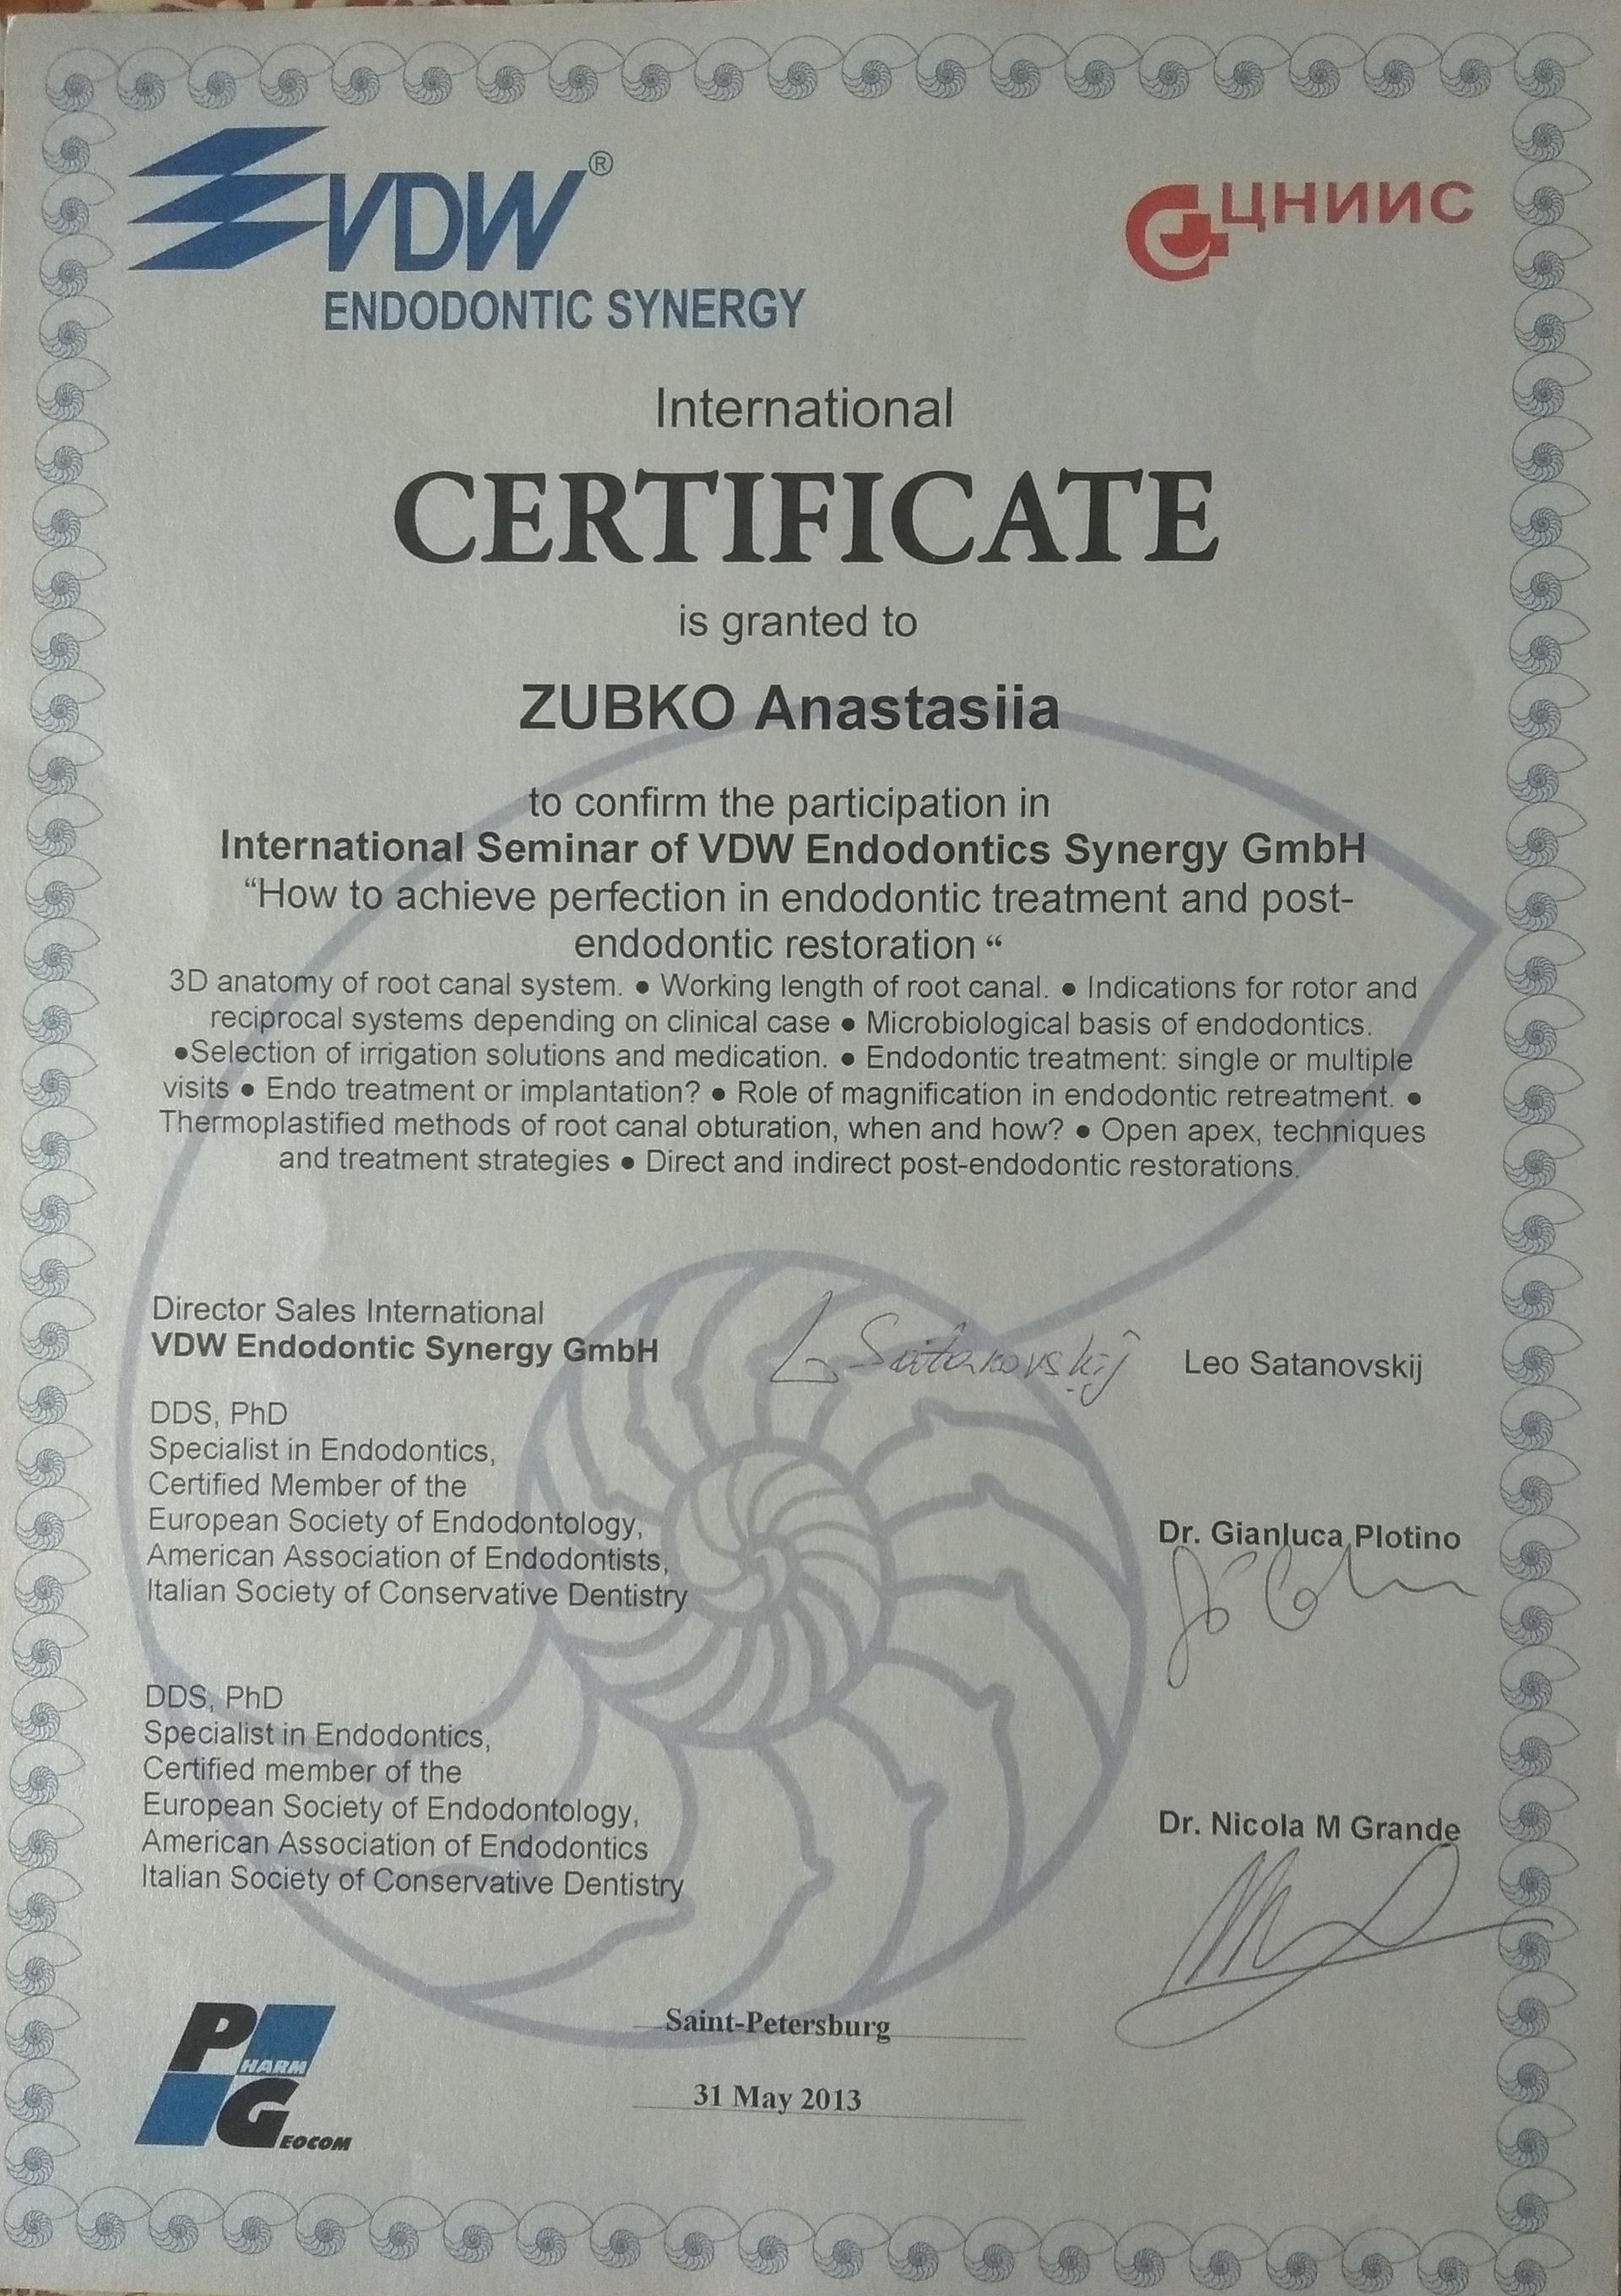 VDW®
ENDODONTIC SYNERGY
ЦНИИС
International
CERTIFICATE
is granted to
ZUBKO Anastasiia
to confirm the participation in
International Seminar of VDW Endodontics Synergy GmbH
“How to achieve perfection in endodontic treatment and post-
endodontic restoration “
3D anatomy of root canal system. ● Working length of root canal. ● Indications for rotor and
reciprocal systems depending on clinical case ● Microbiological basis of endodontics.
●Selection of irrigation solutions and medication. ● Endodontic treatment: single or multiple
visits ● Endo treatment or implantation? ● Role of magnification in endodontic retreatment. ●
Thermoplastified methods of root canal obturation, when and how? ● Open apex, techniques
and treatment strategies ● Direct and indirect post-endodontic restorations.
Director Sales International
VDW Endodontic Synergy GmbH
L Satanovskij
Leo Satanovskij
DDS, PhD
Specialist in Endodontics,
Certified Member of the
European Society of Endodontology,
American Association of Endodontists,
Italian Society of Conservative Dentistry
Dr. Gianluca Plotino
DDS, PhD
Specialist in Endodontics,
Certified member of the
European Society of Endodontology,
American Association of Endodontics
Italian Society of Conservative Dentistry
Dr. Nicola M Grande
PHARM
GEOCOM
Saint-Petersburg
31 May 2013